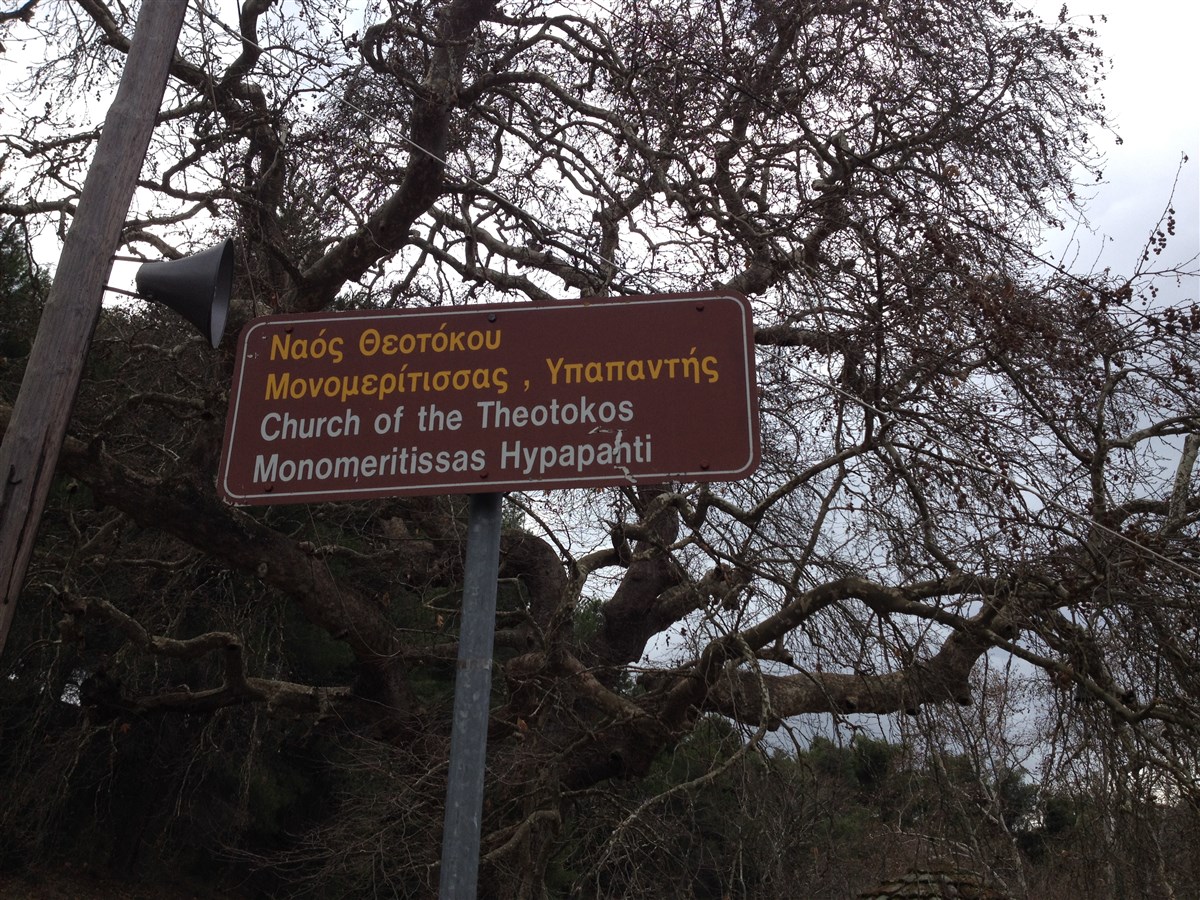 Ναός Θεοτόκου
Μονομερίτισσας , Υπαπαντής
Church of the Theotokos
Monomeritissas Hypapanti